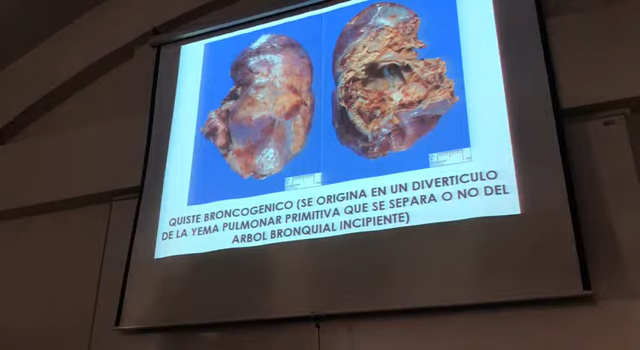 QUISTE BRONCOGENICO (SE ORIGINA EN UN DIVERTICULO
DE LA YEMA PULMONAR PRIMITIVA QUE SE SEPARA O NO DEL
ARBOL BRONQUIAL INCIPIENTE)